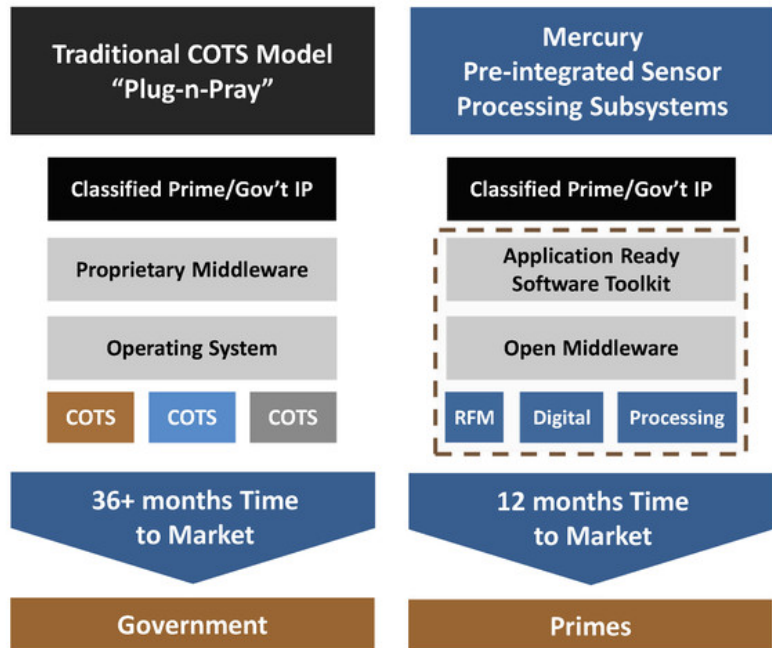 Traditional COTS Model
“Plug-n-Pray”
Classified Prime/Gov’t IP
Proprietary Middleware
Operating System
COTS
COTS
COTS
36+ months Time
to Market
Government
Mercury
Pre-integrated Sensor
Processing Subsystems
Classified Prime/Gov’t IP
Application Ready
Software Toolkit
Open Middleware
RFM
Digital
Processing
12 months Time
to Market
Primes